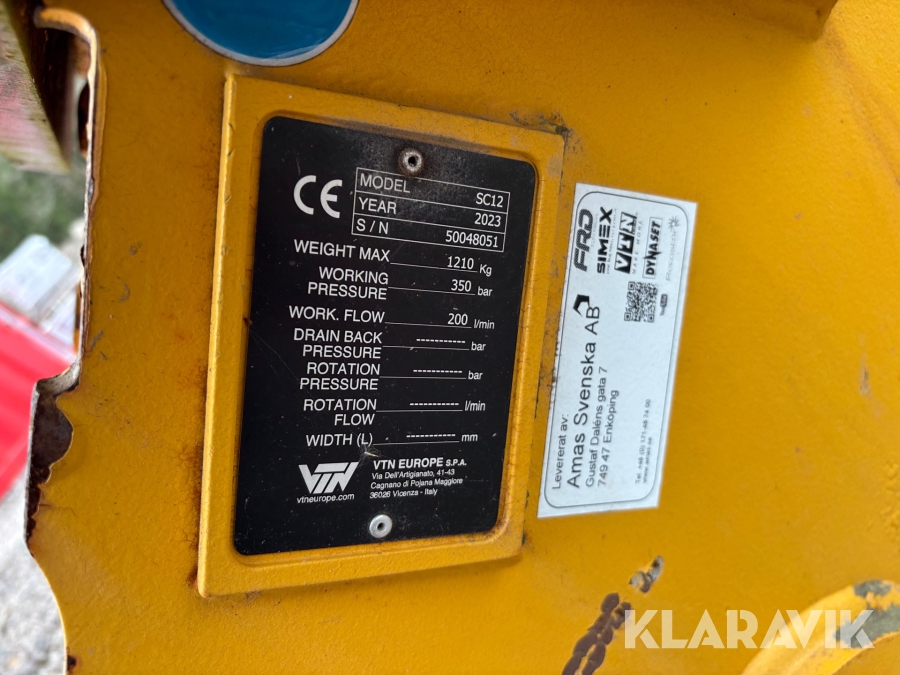 CE
MODEL SC12
YEAR 2023
S / N 50048051
WEIGHT MAX 1210 Kg
WORKING PRESSURE 350 bar
WORK. FLOW 200 l/min
DRAIN BACK PRESSURE ----------- bar
ROTATION PRESSURE ----------- bar
ROTATION FLOW ----------- l/min
WIDTH (L) ----------- mm
VTN
vtneurope.com
VTN EUROPE S.P.A.
Via Dell'Artigianato, 41-43
Cagnano di Pojana Maggiore
36026 Vicenza - Italy
FRD
SIMEX
VTN
DYNASET
Levererat av:
Amas Svenska AB
Gustaf Daléns gata 7
749 47 Enköping
KLARAVIK